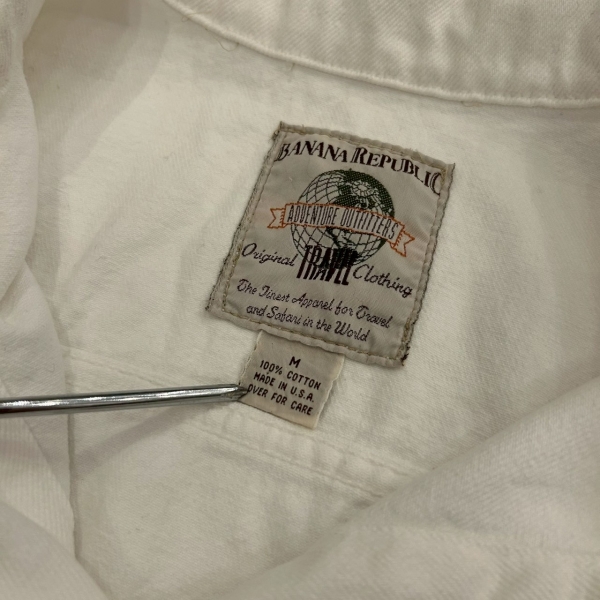 BANANA REPUBLIC
ADVENTURE OUTFITTERS
Original TRAVEL Clothing
The Finest Apparel for Travel
and Safari in the World
M
100% COTTON
MADE IN U.S.A.
OVER FOR CARE